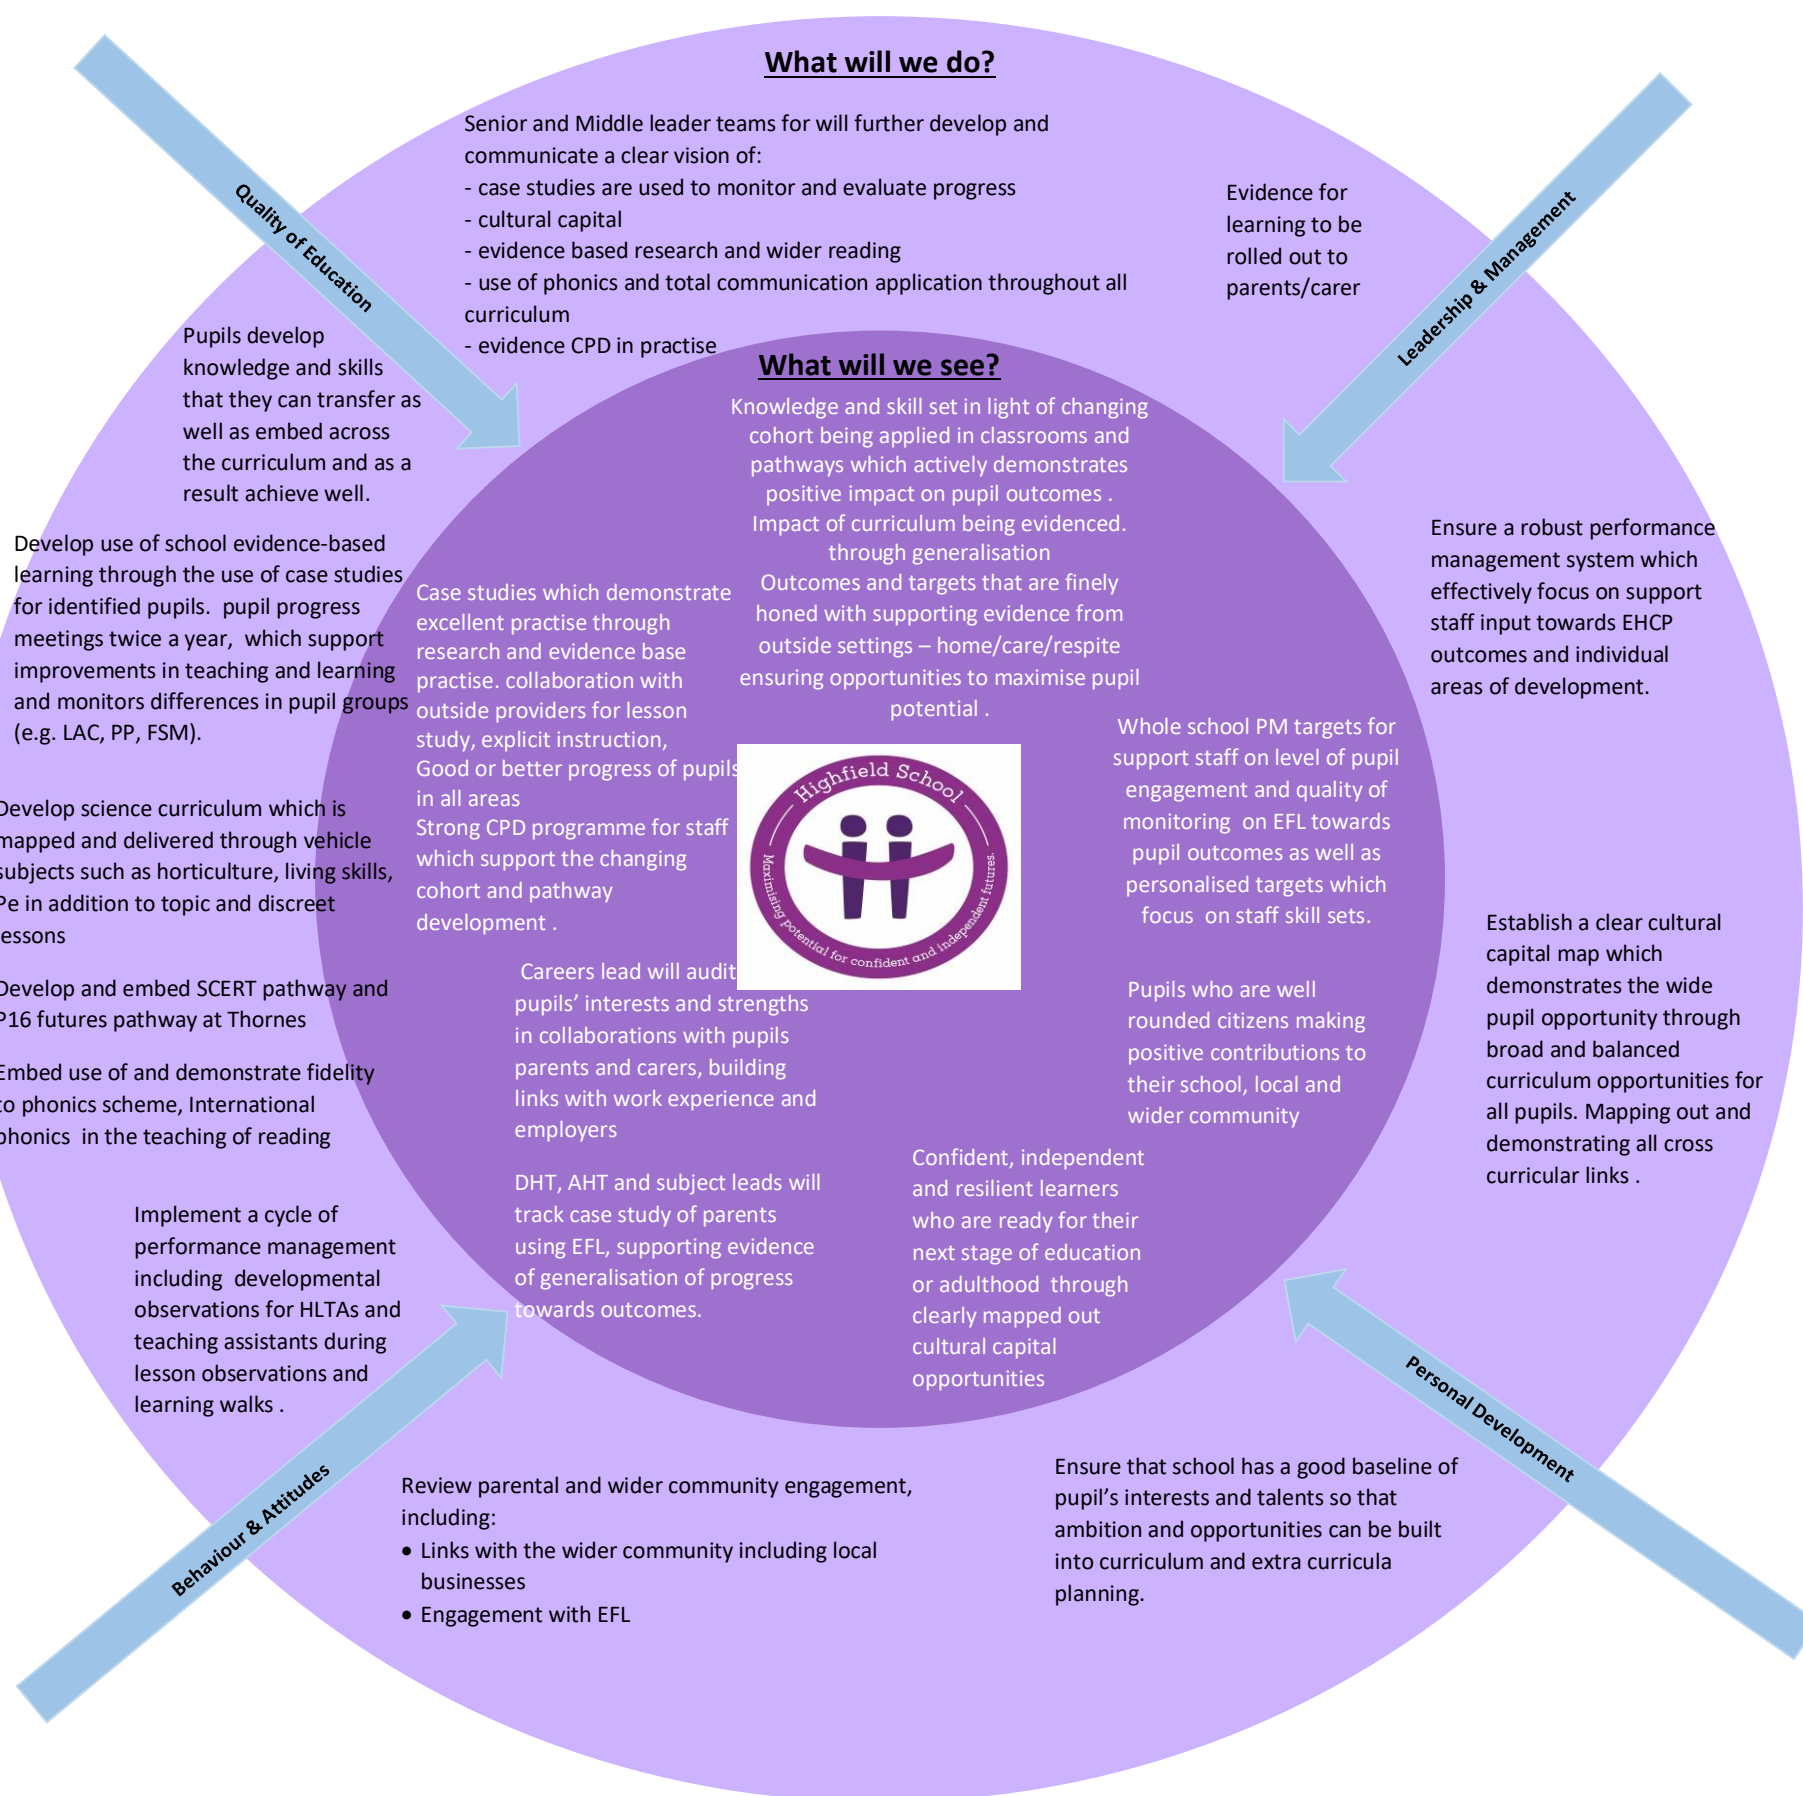 What will we do?
Senior and Middle leader teams for will further develop and
communicate a clear vision of:
- case studies are used to monitor and evaluate progress
- cultural capital
- evidence based research and wider reading
- use of phonics and total communication application throughout all
curriculum
- evidence CPD in practise
Evidence for
learning to be
rolled out to
parents/carer
Quality of Education
Leadership & Management
Pupils develop
knowledge and skills
that they can transfer as
well as embed across
the curriculum and as a
result achieve well.
Develop use of school evidence-based
learning through the use of case studies
for identified pupils.  pupil progress
meetings twice a year,  which support
improvements in teaching and learning
and monitors differences in pupil groups
(e.g. LAC, PP, FSM).
Develop science curriculum which is
mapped and delivered through vehicle
subjects such as horticulture, living skills,
Pe in addition to topic and discreet
lessons
Develop and embed SCERT pathway and
P16 futures pathway at Thornes
Embed use of and demonstrate fidelity
to phonics scheme, International
phonics  in the teaching of reading
Implement a cycle of
performance management
including  developmental
observations for HLTAs and
teaching assistants during
lesson observations and
learning walks .
Behaviour & Attitudes
Review parental and wider community engagement,
including:
• Links with the wider community including local
businesses
• Engagement with EFL
Ensure that school has a good baseline of
pupil’s interests and talents so that
ambition and opportunities can be built
into curriculum and extra curricula
planning.
Personal Development
Establish a clear cultural
capital map which
demonstrates the wide
pupil opportunity through
broad and balanced
curriculum opportunities for
all pupils. Mapping out and
demonstrating all cross
curricular links .
Ensure a robust performance
management system which
effectively focus on support
staff input towards EHCP
outcomes and individual
areas of development.
What will we see?
Knowledge and skill set in light of changing
cohort being applied in classrooms and
pathways which actively demonstrates
positive impact on pupil outcomes .
Impact of curriculum being evidenced.
through generalisation
Outcomes and targets that are finely
honed with supporting evidence from
outside settings – home/care/respite
ensuring opportunities to maximise pupil
potential .
Case studies which demonstrate
excellent practise through
research and evidence base
practise. collaboration with
outside providers for lesson
study, explicit instruction,
Good or better progress of pupils
in all areas
Strong CPD programme for staff
which support the changing
cohort and pathway
development .
Highfield School
Maximising potential for confident and independent futures.
Whole school PM targets for
support staff on level of pupil
engagement and quality of
monitoring  on EFL towards
pupil outcomes as well as
personalised targets which
focus  on staff skill sets.
Careers lead will audit
pupils’ interests and strengths
in collaborations with pupils
parents and carers, building
links with work experience and
employers
Pupils who are well
rounded citizens making
positive contributions to
their school, local and
wider community
DHT, AHT and subject leads will
track case study of parents
using EFL, supporting evidence
of generalisation of progress
towards outcomes.
Confident, independent
and resilient learners
who are ready for their
next stage of education
or adulthood  through
clearly mapped out
cultural capital
opportunities